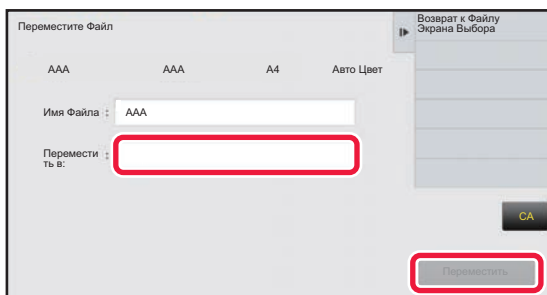 Переместите Файл
Возврат к Файлу
Экрана Выбора
AAA AAA A4 Авто Цвет
Имя Файла : AAA
Перемести :
ть в:
CA
Переместить